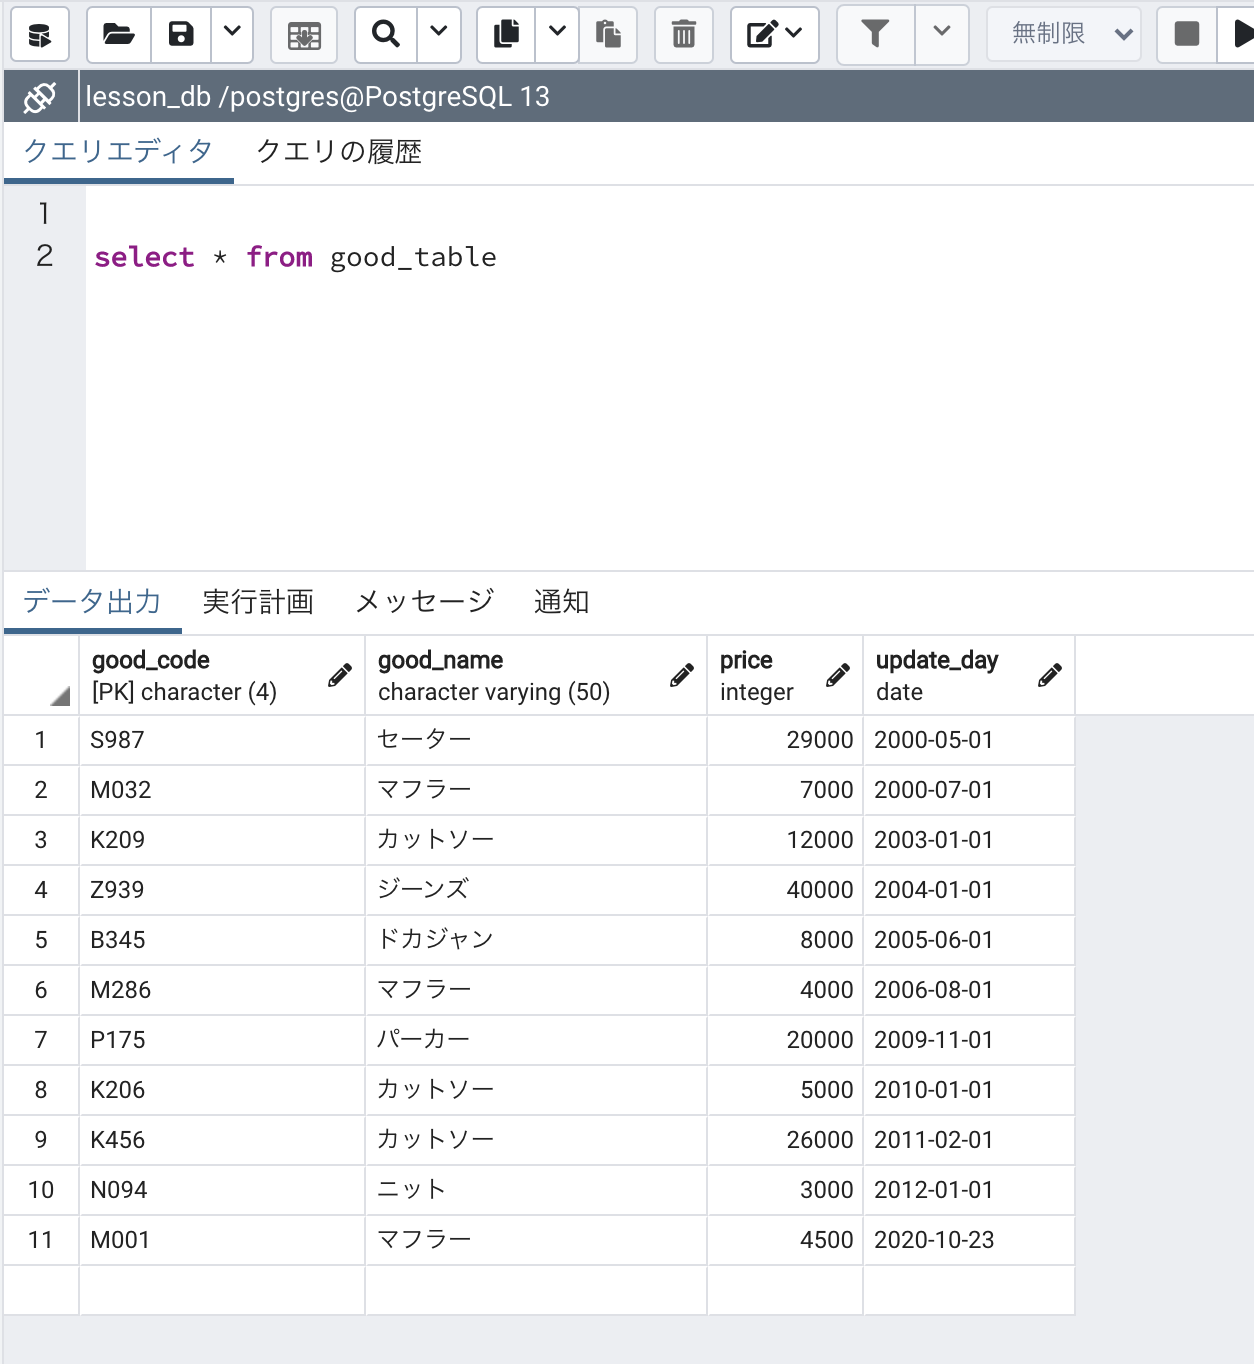 無制限
lesson_db /postgres@PostgreSQL 13
クエリエディタ クエリの履歴
1
2 select * from good_table
データ出力 実行計画 メッセージ 通知
good_code good_name price update_day
[PK] character (4) character varying (50) integer date
1 S987 セーター 29000 2000-05-01
2 M032 マフラー 7000 2000-07-01
3 K209 カットソー 12000 2003-01-01
4 Z939 ジーンズ 40000 2004-01-01
5 B345 ドカジャン 8000 2005-06-01
6 M286 マフラー 4000 2006-08-01
7 P175 パーカー 20000 2009-11-01
8 K206 カットソー 5000 2010-01-01
9 K456 カットソー 26000 2011-02-01
10 N094 ニット 3000 2012-01-01
11 M001 マフラー 4500 2020-10-23